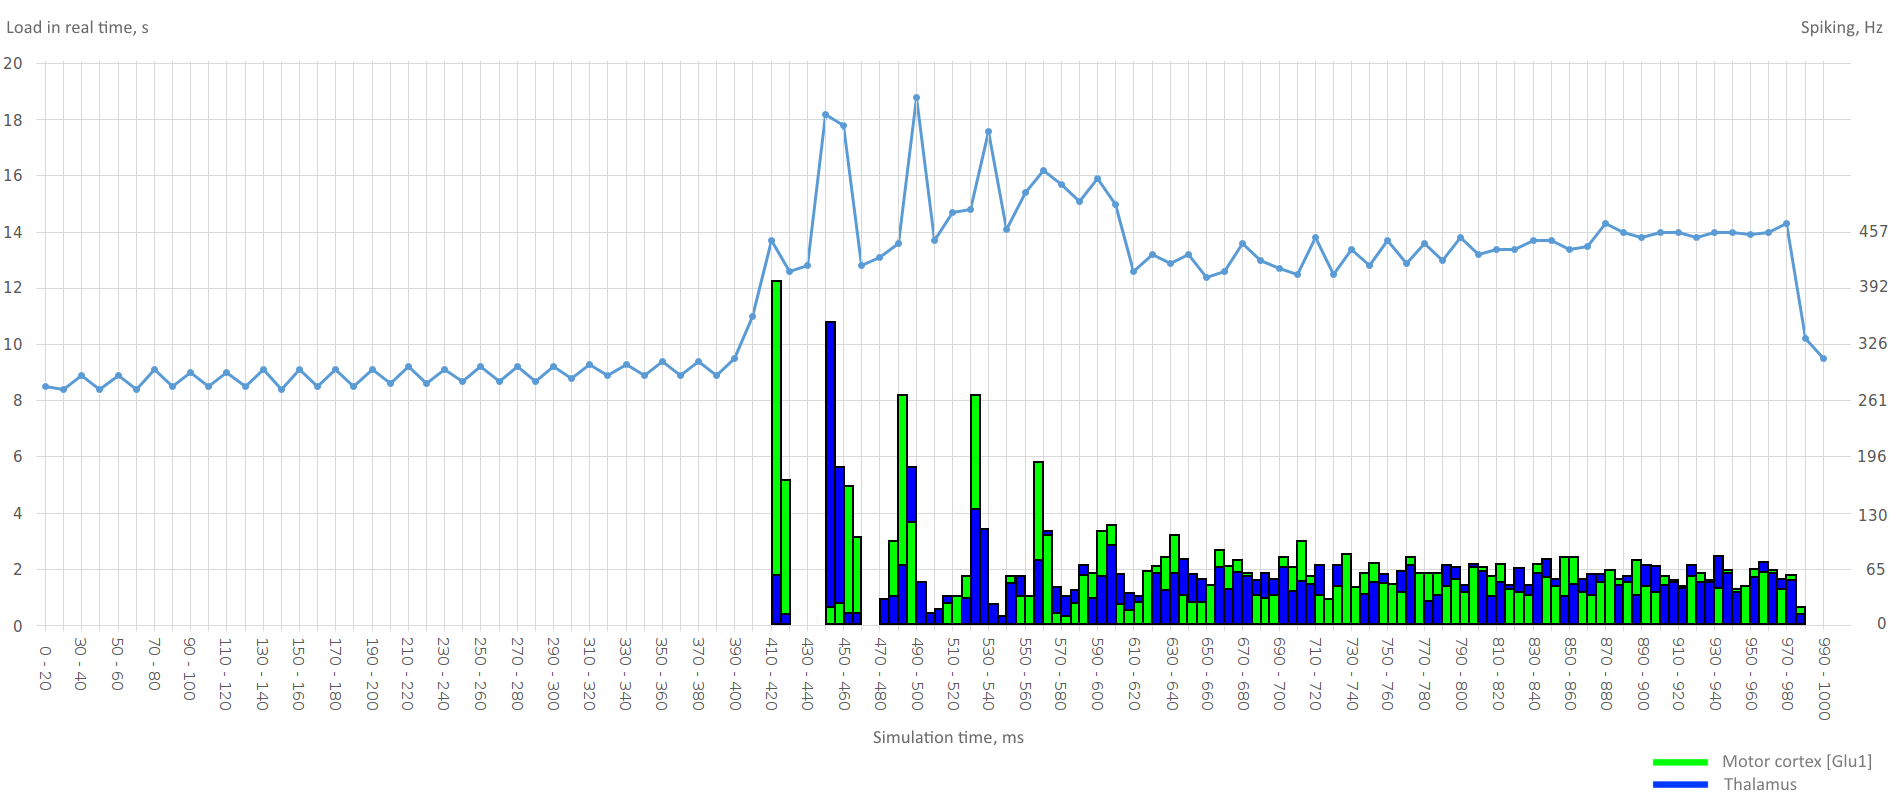 Load in real time, s
Spiking, Hz
20
18
16
14
12
10
8
6
4
2
0
457
392
326
261
196
130
65
0
0 - 20
30 - 40
50 - 60
70 - 80
90 - 100
110 - 120
130 - 140
150 - 160
170 - 180
190 - 200
210 - 220
230 - 240
250 - 260
270 - 280
290 - 300
310 - 320
330 - 340
350 - 360
370 - 380
390 - 400
410 - 420
430 - 440
450 - 460
470 - 480
490 - 500
510 - 520
530 - 540
550 - 560
570 - 580
590 - 600
610 - 620
630 - 640
650 - 660
670 - 680
690 - 700
710 - 720
730 - 740
750 - 760
770 - 780
790 - 800
810 - 820
830 - 840
850 - 860
870 - 880
890 - 900
910 - 920
930 - 940
950 - 960
970 - 980
990 - 1000
Simulation time, ms
Motor cortex [Glu1]
Thalamus